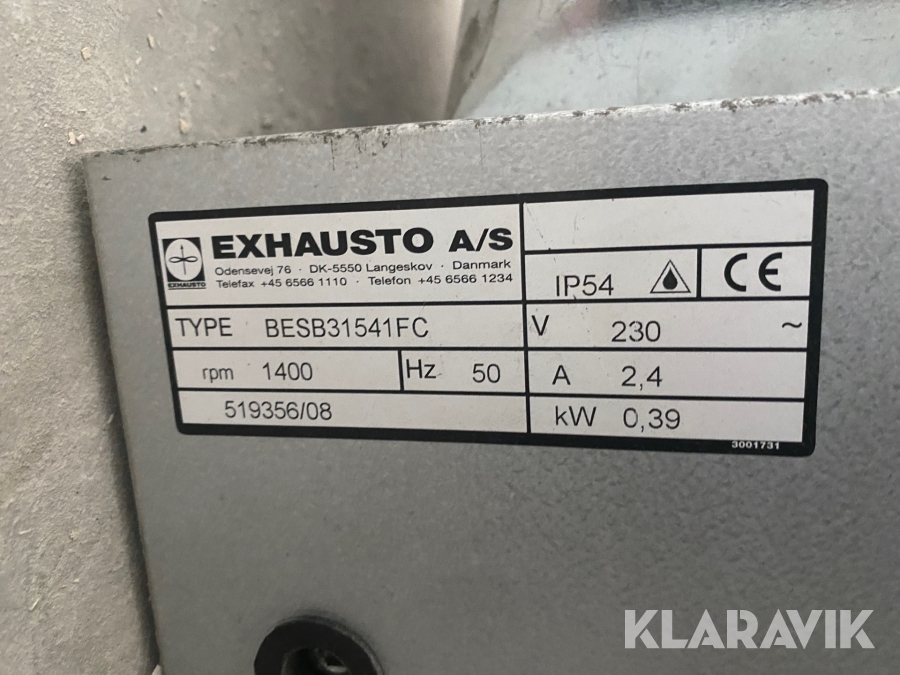 EXHAUSTO
EXHAUSTO A/S
Odensevej 76 · DK-5550 Langeskov · Danmark
Telefax +45 6566 1110 · Telefon +45 6566 1234
IP54 CE
TYPE BESB31541FC
V 230 ~
rpm 1400 Hz 50
A 2,4
519356/08
kW 0,39
3001731
KLARAVIK